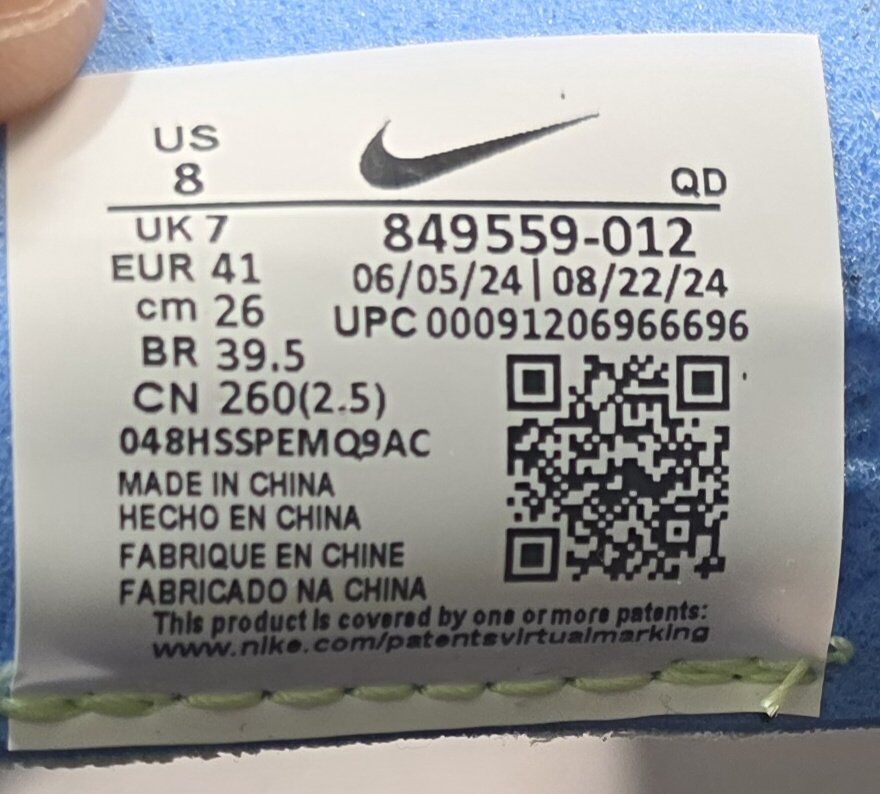 US
8
QD
UK 7
849559-012
EUR 41
06/05/24 | 08/22/24
cm 26
UPC 00091206966696
BR 39.5
CN 260(2.5)
048HSSPEMQ9AC
MADE IN CHINA
HECHO EN CHINA
FABRIQUE EN CHINE
FABRICADO NA CHINA
This product is covered by one or more patents:
www.nike.com/patentsvirtualmarking